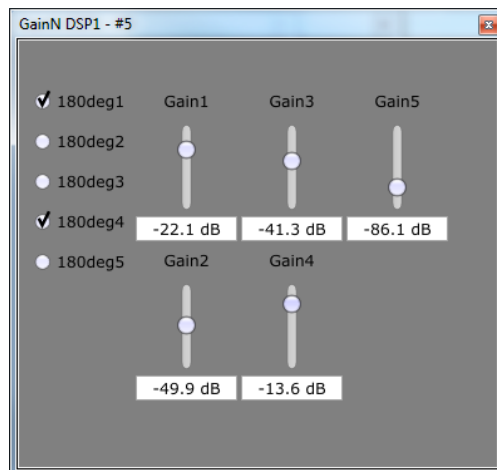 GainN DSP1 - #5
180deg1
180deg2
180deg3
180deg4
180deg5
Gain1
-22.1 dB
Gain3
-41.3 dB
Gain5
-86.1 dB
Gain2
-49.9 dB
Gain4
-13.6 dB